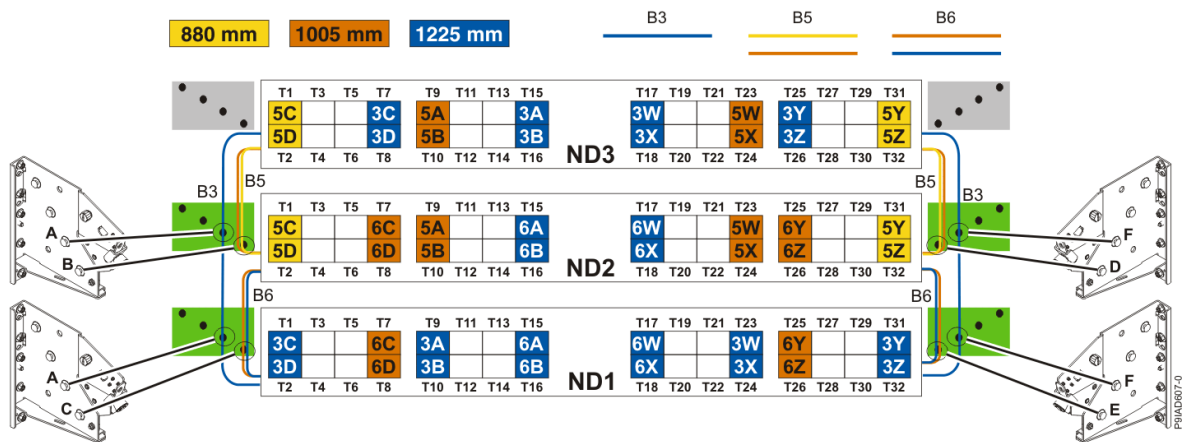 880 mm 1005 mm 1225 mm B3 B5 B6
T1 T3 T5 T7 T9 T11 T13 T15 T17 T19 T21 T23 T25 T27 T29 T31
5C 3C 5A 3A 3W 5W 3Y 5Y
5D 3D 5B 3B 3X 5X 3Z 5Z
T2 T4 T6 T8 T10 T12 T14 T16 ND3 T18 T20 T22 T24 T26 T28 T30 T32
B3 B5 B5 B3
T1 T3 T5 T7 T9 T11 T13 T15 T17 T19 T21 T23 T25 T27 T29 T31
A 5C 6C 5A 6A 6W 5W 6Y 5Y F
B 5D 6D 5B 6B 6X 5X 6Z 5Z D
T2 T4 T6 T8 T10 T12 T14 T16 ND2 T18 T20 T22 T24 T26 T28 T30 T32
B6 B6
T1 T3 T5 T7 T9 T11 T13 T15 T17 T19 T21 T23 T25 T27 T29 T31
3C 6C 3A 6A 6W 3W 6Y 3Y
3D 6D 3B 6B 6X 3X 6Z 3Z
A F
T2 T4 T6 T8 T10 T12 T14 T16 ND1 T18 T20 T22 T24 T26 T28 T30 T32
C E
P9IAD607-0